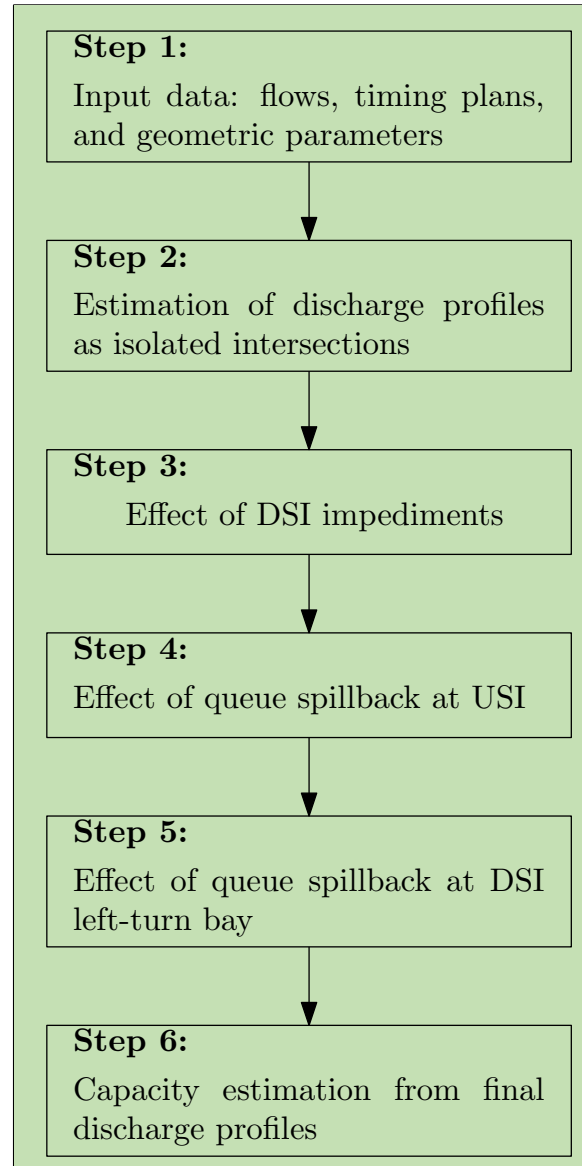 Step 1:
Input data: flows, timing plans,
and geometric parameters
Step 2:
Estimation of discharge profiles
as isolated intersections
Step 3:
Effect of DSI impediments
Step 4:
Effect of queue spillback at USI
Step 5:
Effect of queue spillback at DSI
left-turn bay
Step 6:
Capacity estimation from final
discharge profiles